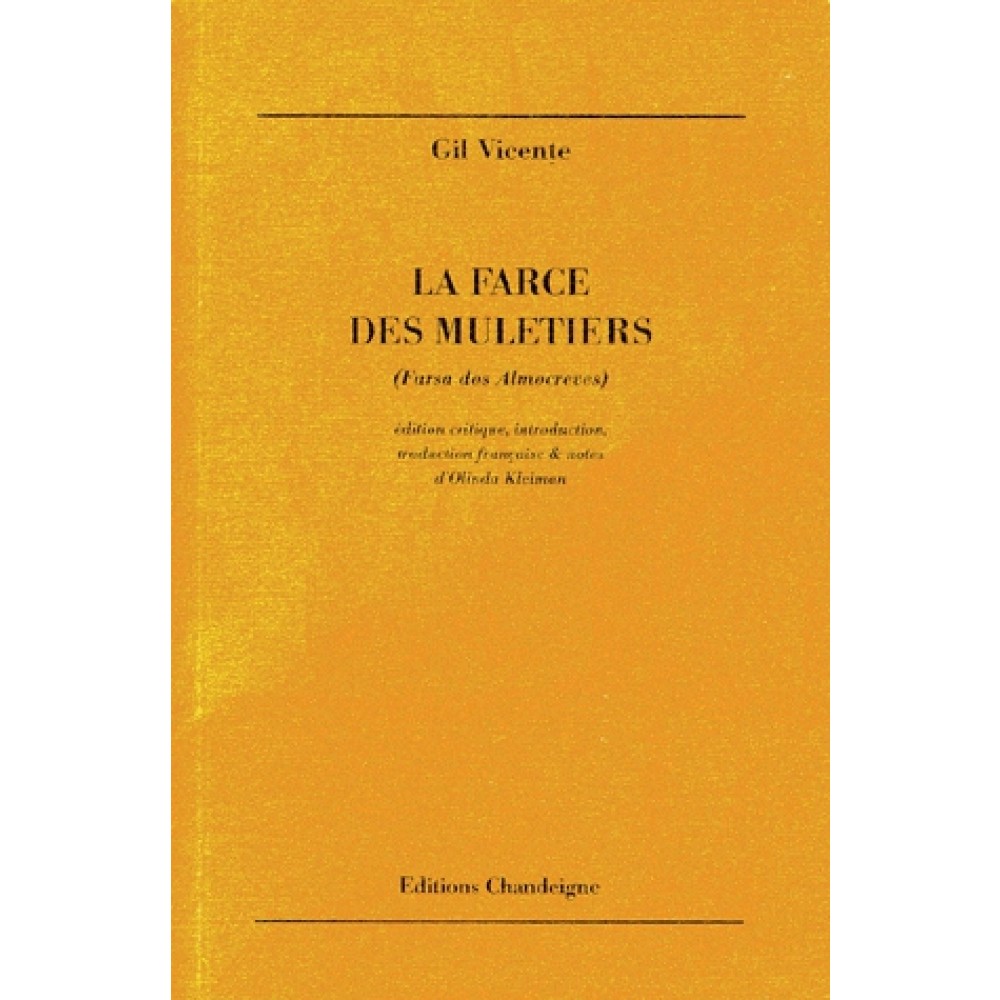 Gil Vicente
LA FARCE
DES MULETIERS
(Farsa dos Almocreves)
édition critique, introduction,
traduction française & notes
d'Olinda Kleiman
Editions Chandeigne